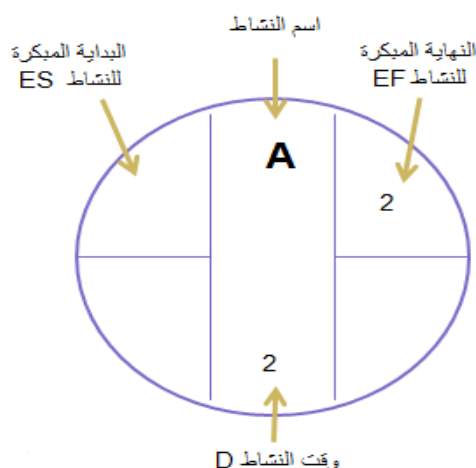 اسم النشاط
البداية المبكرة
للنشاط ES
النهاية المبكرة
للنشاط EF
A
2
2
وقت النشاط D